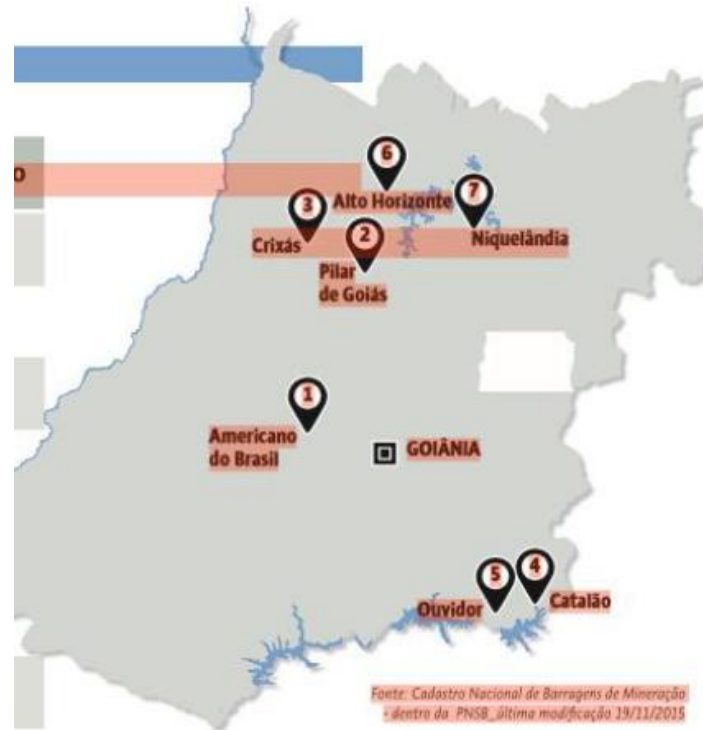 O
6
Alto Horizonte
7
3
2
Crixás
Niquelândia
Pilar
de Goiás
1
Americano
do Brasil
GOIÂNIA
5
4
Ouvidor
Catalão
Fonte: Cadastro Nacional de Barragens de Mineração
- dentro da PNSB_última modificação 19/11/2015